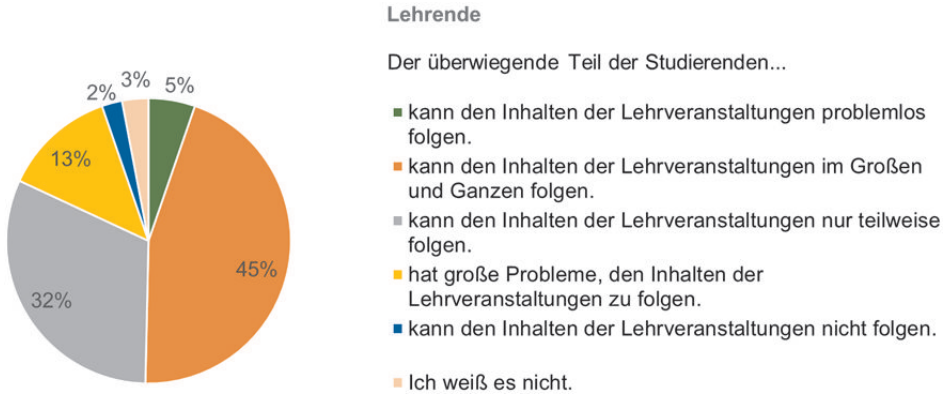 Lehrende
Der überwiegende Teil der Studierenden...
kann den Inhalten der Lehrveranstaltungen problemlos
folgen.
kann den Inhalten der Lehrveranstaltungen im Großen
und Ganzen folgen.
kann den Inhalten der Lehrveranstaltungen nur teilweise
folgen.
hat große Probleme, den Inhalten der
Lehrveranstaltungen zu folgen.
kann den Inhalten der Lehrveranstaltungen nicht folgen.
Ich weiß es nicht.
2%
3%
5%
13%
45%
32%